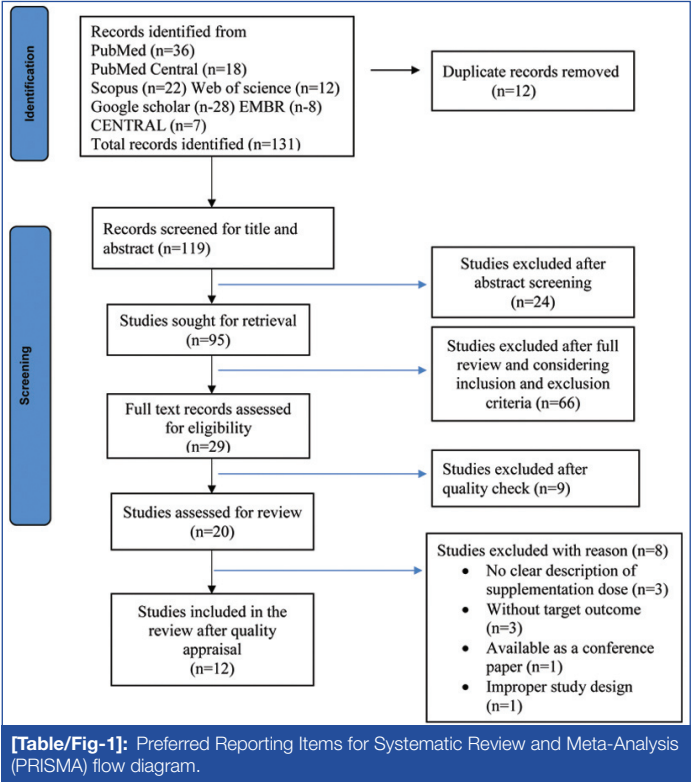 Identification
Records identified from
PubMed (n=36)
PubMed Central (n=18)
Scopus (n=22) Web of science (n=12)
Google scholar (n-28) EMBR (n-8)
CENTRAL (n=7)
Total records identified (n=131)
Duplicate records removed
(n=12)
Screening
Records screened for title and
abstract (n=119)
Studies excluded after
abstract screening
(n=24)
Studies sought for retrieval
(n=95)
Studies excluded after full
review and considering
inclusion and exclusion
criteria (n=66)
Full text records assessed
for eligibility
(n=29)
Studies excluded after
quality check (n=9)
Studies assessed for review
(n=20)
Studies excluded with reason (n=8)
• No clear description of
supplementation dose (n=3)
• Without target outcome
(n=3)
• Available as a conference
paper (n=1)
• Improper study design
(n=1)
Studies included in the
review after quality
appraisal
(n=12)
[Table/Fig-1]: Preferred Reporting Items for Systematic Review and Meta-Analysis
(PRISMA) flow diagram.